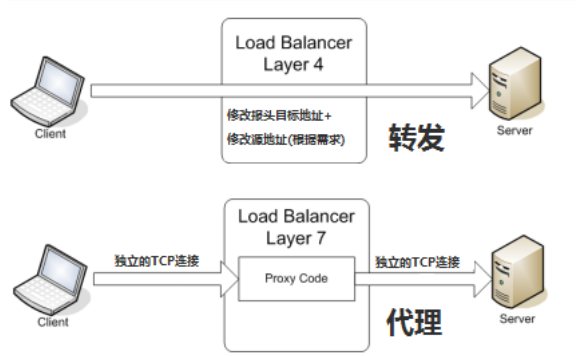 Load Balancer
Layer 4
修改报头目标地址+
修改源地址(根据需求)
转发
Client
Server
Load Balancer
Layer 7
独立的TCP连接
Proxy Code
独立的TCP连接
代理
Client
Server